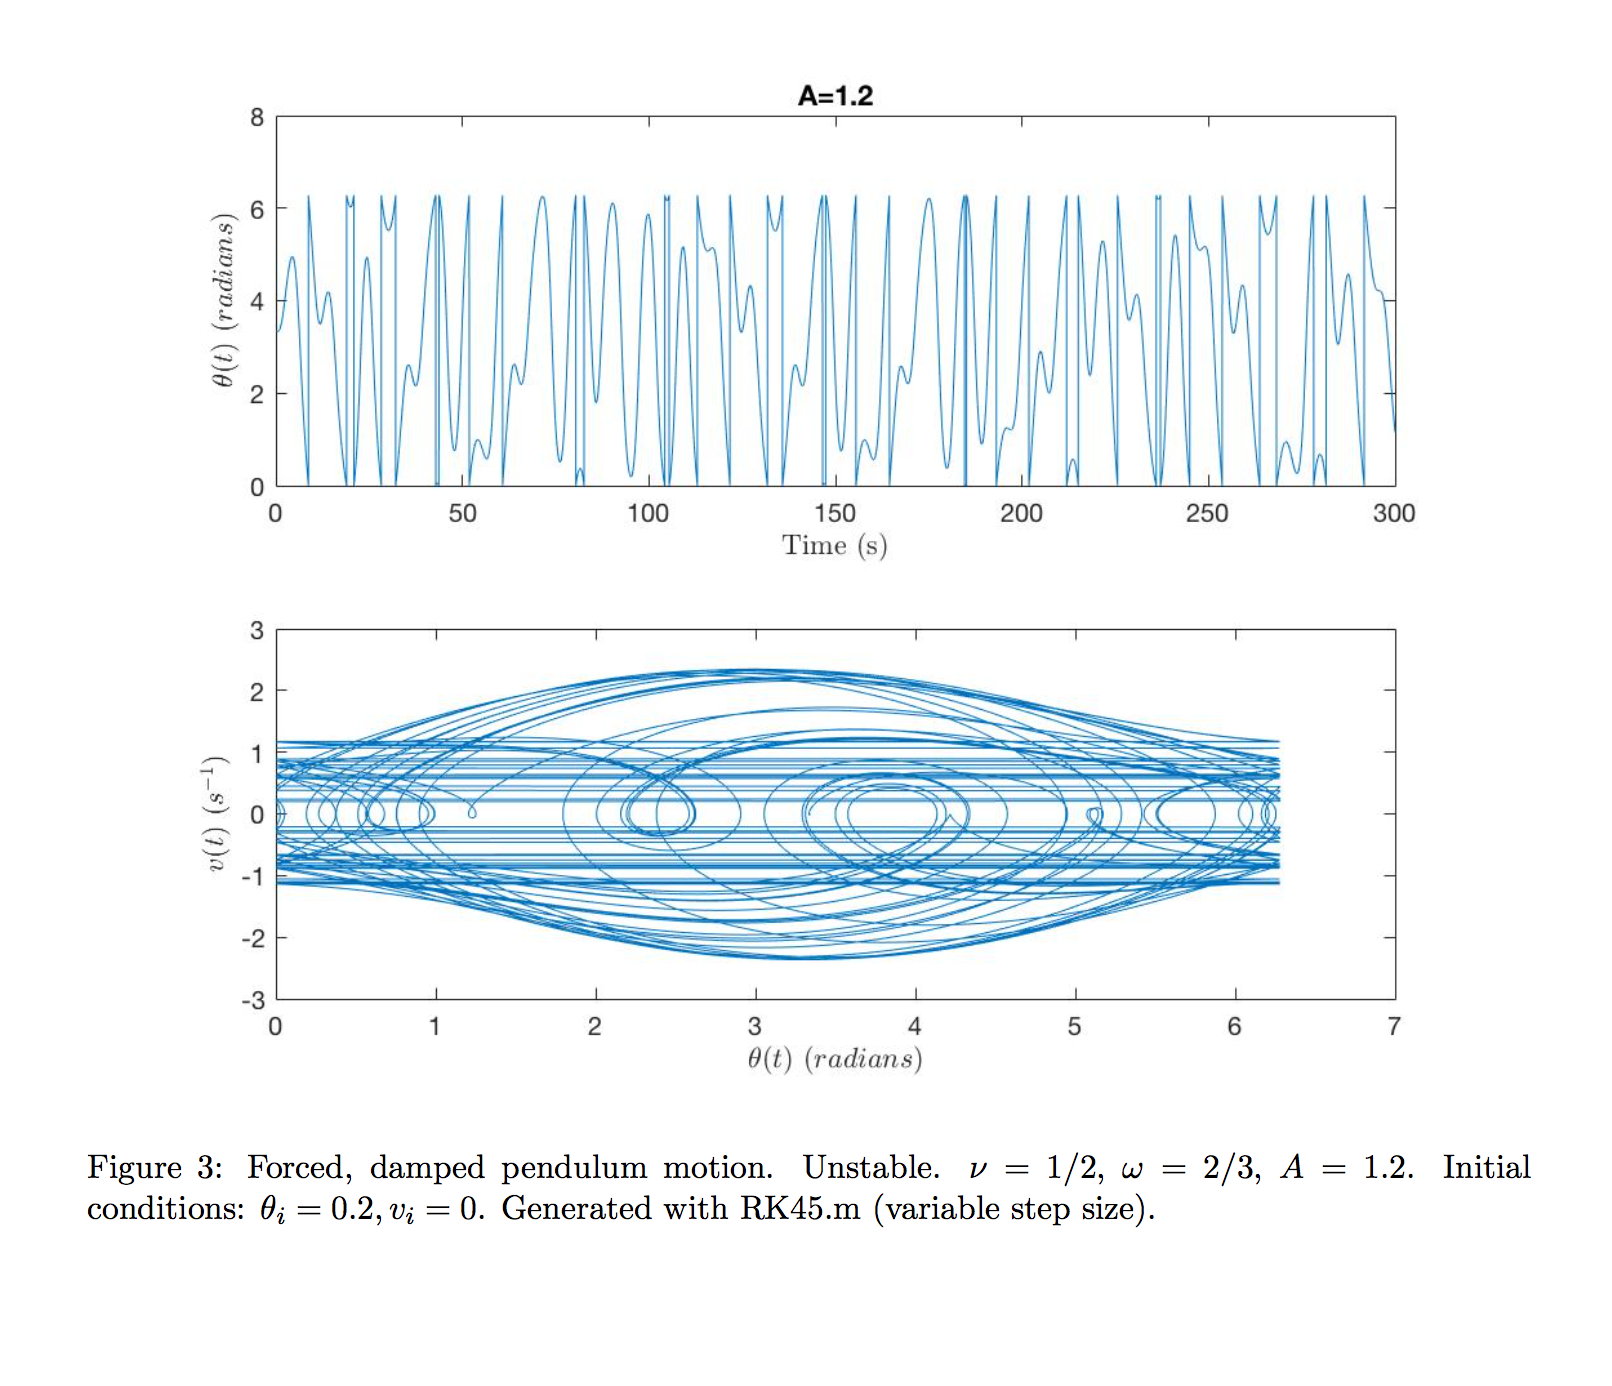 A=1.2
8
6
4
2
0
θ(t) (radians)
0 50 100 150 200 250 300
Time (s)
3
2
1
0
-1
-2
-3
v(t) (s⁻¹)
0 1 2 3 4 5 6 7
θ(t) (radians)
Figure 3: Forced, damped pendulum motion. Unstable. ν = 1/2, ω = 2/3, A = 1.2. Initial
conditions: θᵢ = 0.2, vᵢ = 0. Generated with RK45.m (variable step size).